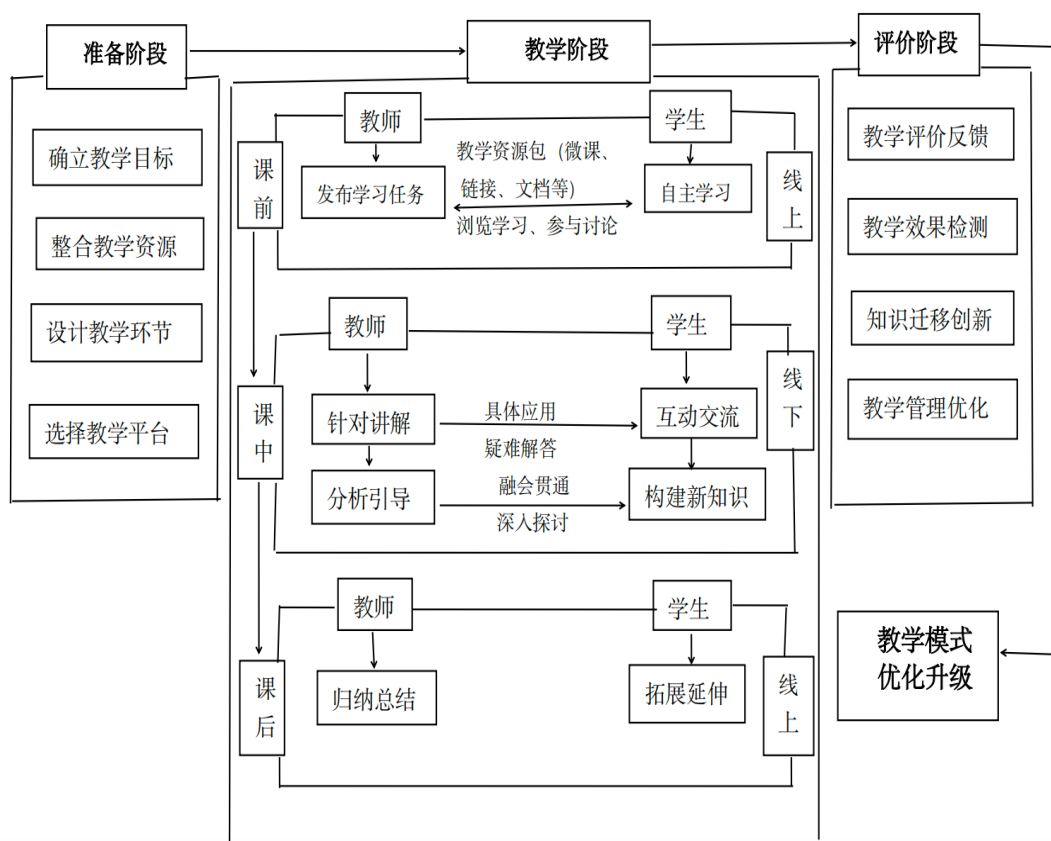 准备阶段
教学阶段
评价阶段
确立教学目标
整合教学资源
设计教学环节
选择教学平台
课前
教师
学生
线上
发布学习任务
教学资源包（微课、
链接、文档等）
浏览学习、参与讨论
自主学习
课中
教师
学生
线下
针对讲解
具体应用
疑难解答
互动交流
分析引导
融会贯通
深入探讨
构建新知识
课后
教师
学生
线上
归纳总结
拓展延伸
教学评价反馈
教学效果检测
知识迁移创新
教学管理优化
教学模式
优化升级